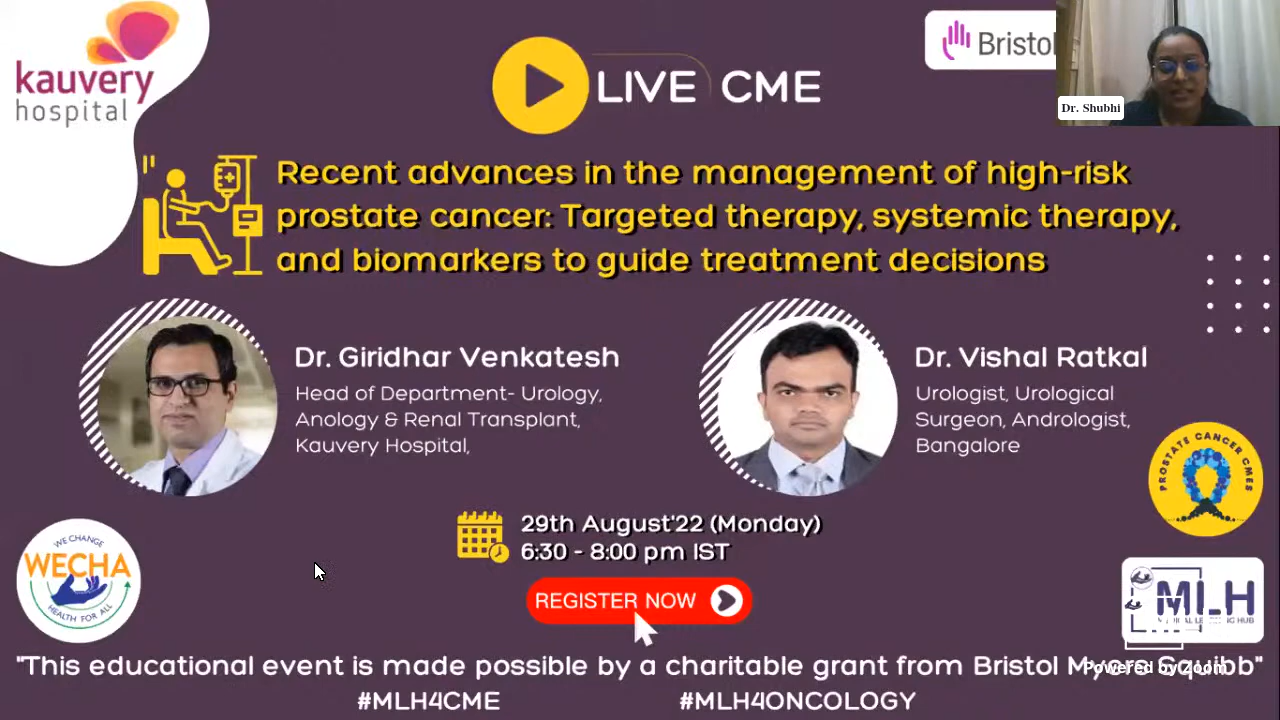 kauvery
hospital
LIVE CME
Bristol
Dr. Shubhi
Recent advances in the management of high-risk
prostate cancer: Targeted therapy, systemic therapy,
and biomarkers to guide treatment decisions
Dr. Giridhar Venkatesh
Head of Department- Urology,
Anology & Renal Transplant,
Kauvery Hospital,
Dr. Vishal Ratkal
Urologist, Urological
Surgeon, Andrologist,
Bangalore
PROSTATE CANCER CMES
29th August'22 (Monday)
6:30 - 8:00 pm IST
REGISTER NOW
WE CHANGE
WECHA
HEALTH FOR ALL
MLH
"This educational event is made possible by a charitable grant from Bristol Myers Squibb"
Powered by Zoom
#MLH4CME
#MLH4ONCOLOGY